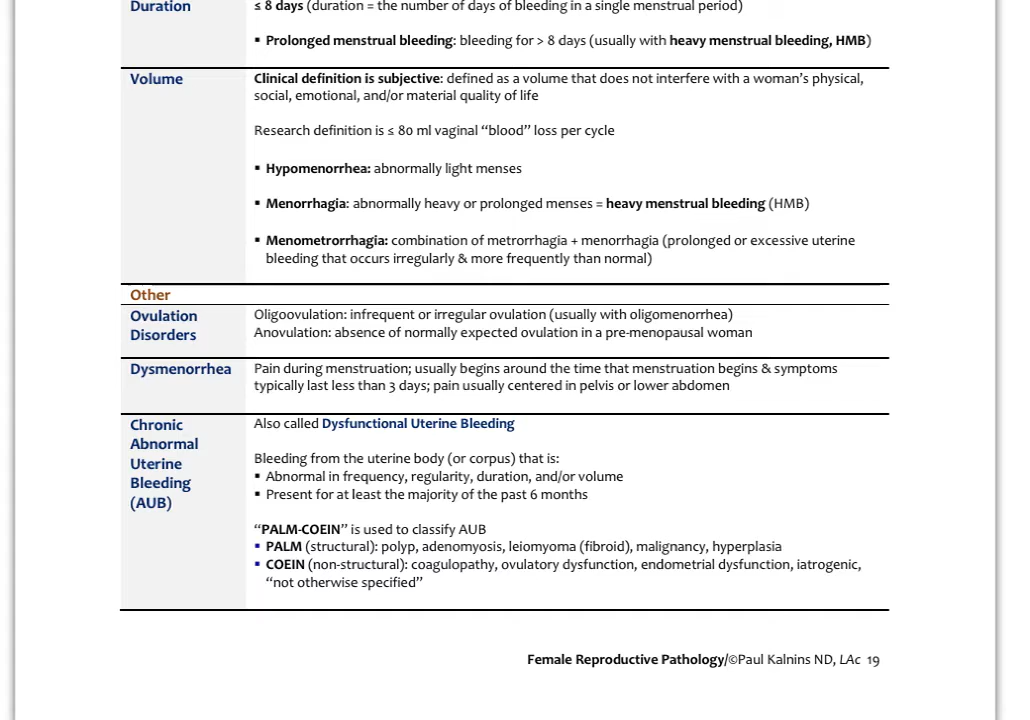 Duration
≤ 8 days (duration = the number of days of bleeding in a single menstrual period)
▪ Prolonged menstrual bleeding: bleeding for > 8 days (usually with heavy menstrual bleeding, HMB)
Volume
Clinical definition is subjective: defined as a volume that does not interfere with a woman's physical,
social, emotional, and/or material quality of life
Research definition is ≤ 80 ml vaginal "blood" loss per cycle
▪ Hypomenorrhea: abnormally light menses
▪ Menorrhagia: abnormally heavy or prolonged menses = heavy menstrual bleeding (HMB)
▪ Menometrorrhagia: combination of metrorrhagia + menorrhagia (prolonged or excessive uterine
bleeding that occurs irregularly & more frequently than normal)
Other
Ovulation
Disorders
Oligoovulation: infrequent or irregular ovulation (usually with oligomenorrhea)
Anovulation: absence of normally expected ovulation in a pre-menopausal woman
Dysmenorrhea
Pain during menstruation; usually begins around the time that menstruation begins & symptoms
typically last less than 3 days; pain usually centered in pelvis or lower abdomen
Chronic
Abnormal
Uterine
Bleeding
(AUB)
Also called Dysfunctional Uterine Bleeding
Bleeding from the uterine body (or corpus) that is:
▪ Abnormal in frequency, regularity, duration, and/or volume
▪ Present for at least the majority of the past 6 months
"PALM-COEIN" is used to classify AUB
▪ PALM (structural): polyp, adenomyosis, leiomyoma (fibroid), malignancy, hyperplasia
▪ COEIN (non-structural): coagulopathy, ovulatory dysfunction, endometrial dysfunction, iatrogenic,
"not otherwise specified"
Female Reproductive Pathology/©Paul Kalnins ND, LAc 19